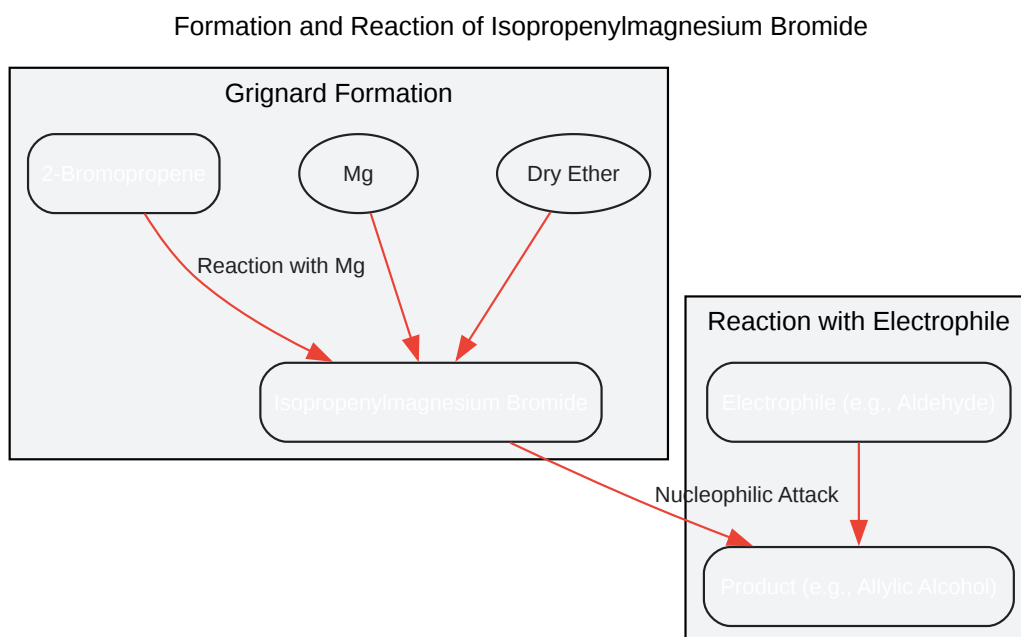 Formation and Reaction of Isopropenylmagnesium Bromide
Grignard Formation
2-Bromopropene
Mg
Dry Ether
Reaction with Mg
Isopropenylmagnesium Bromide
Reaction with Electrophile
Electrophile (e.g., Aldehyde)
Nucleophilic Attack
Product (e.g., Allylic Alcohol)